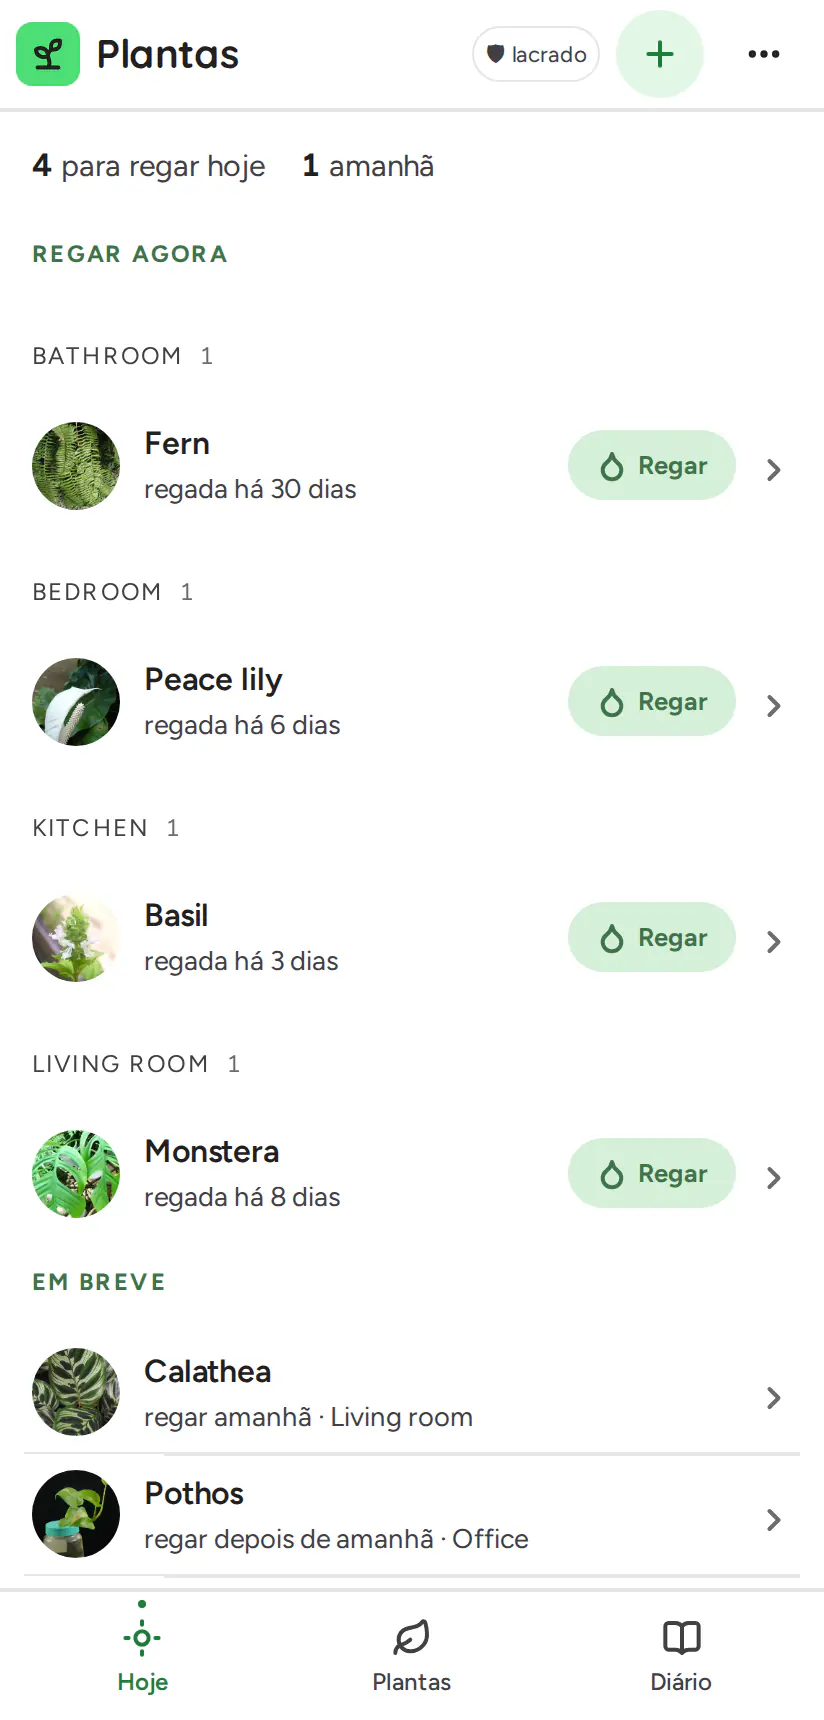 Plantas
lacrado
4 para regar hoje 1 amanhã
REGAR AGORA
BATHROOM 1
Fern
regada há 30 dias
Regar
BEDROOM 1
Peace lily
regada há 6 dias
Regar
KITCHEN 1
Basil
regada há 3 dias
Regar
LIVING ROOM 1
Monstera
regada há 8 dias
Regar
EM BREVE
Calathea
regar amanhã · Living room
Pothos
regar depois de amanhã · Office
Hoje
Plantas
Diário